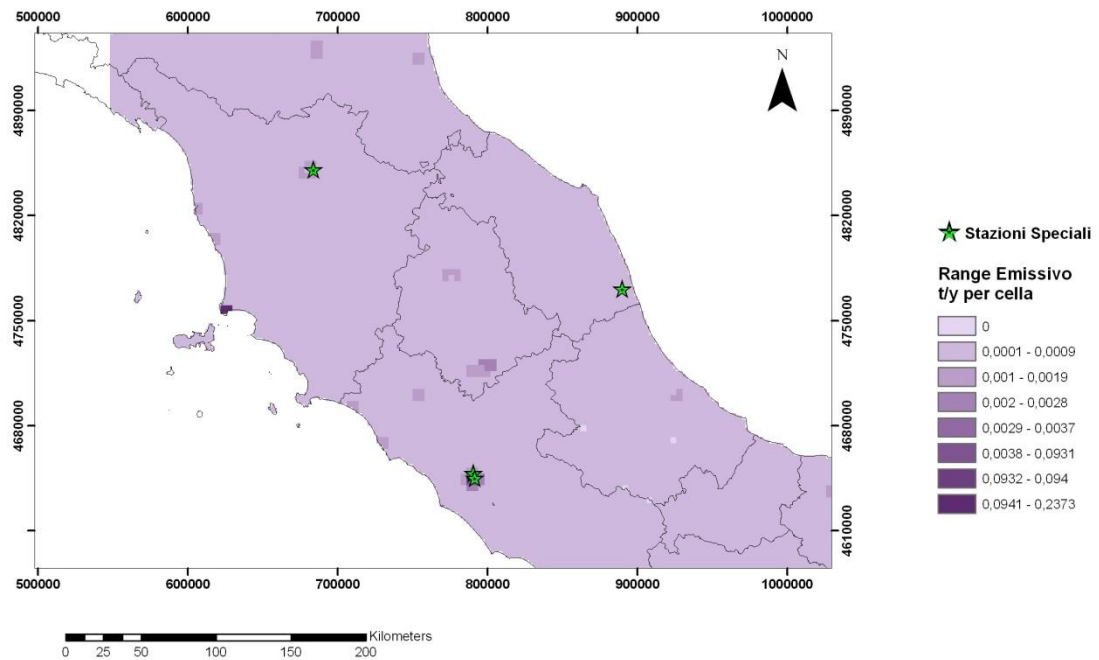 500000 600000 700000 800000 900000 1000000
N
4890000 4890000
4820000 4820000
4750000 4750000
4680000 4680000
4610000 4610000
500000 600000 700000 800000 900000 1000000
Stazioni Speciali
Range Emissivo
t/y per cella
0
0,0001 - 0,0009
0,001 - 0,0019
0,002 - 0,0028
0,0029 - 0,0037
0,0038 - 0,0931
0,0932 - 0,094
0,0941 - 0,2373
Kilometers
0 25 50 100 150 200